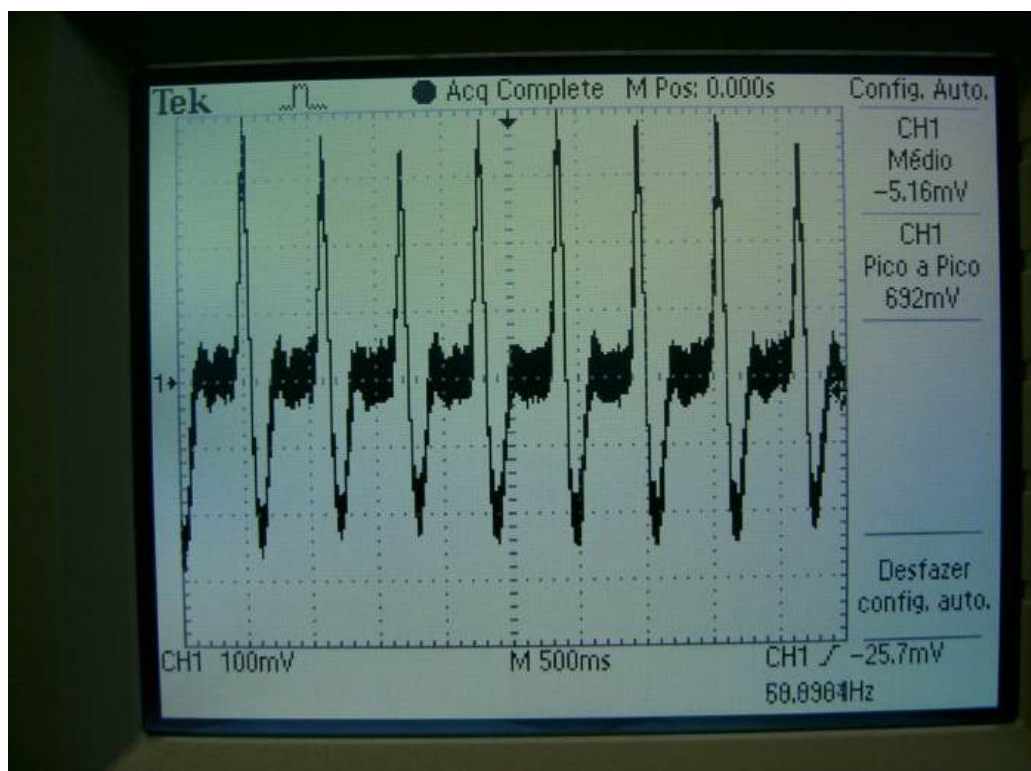 Tek Acq Complete M Pos: 0.000s Config. Auto.
CH1
Médio
-5.16mV
CH1
Pico a Pico
692mV
1
Desfazer
config. auto.
CH1 100mV M 500ms CH1 -25.7mV